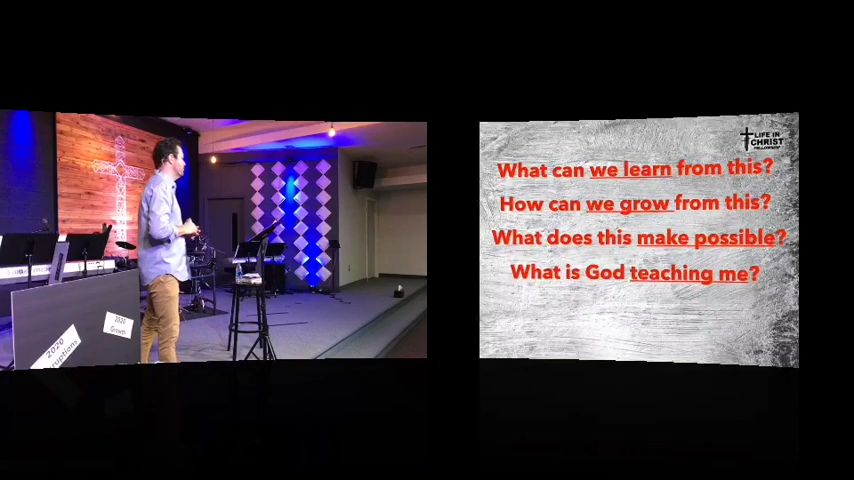 2020
ruptions
2020
Growth
LIFE IN
CHRIST
FELLOWSHIP
What can we learn from this?
How can we grow from this?
What does this make possible?
What is God teaching me?